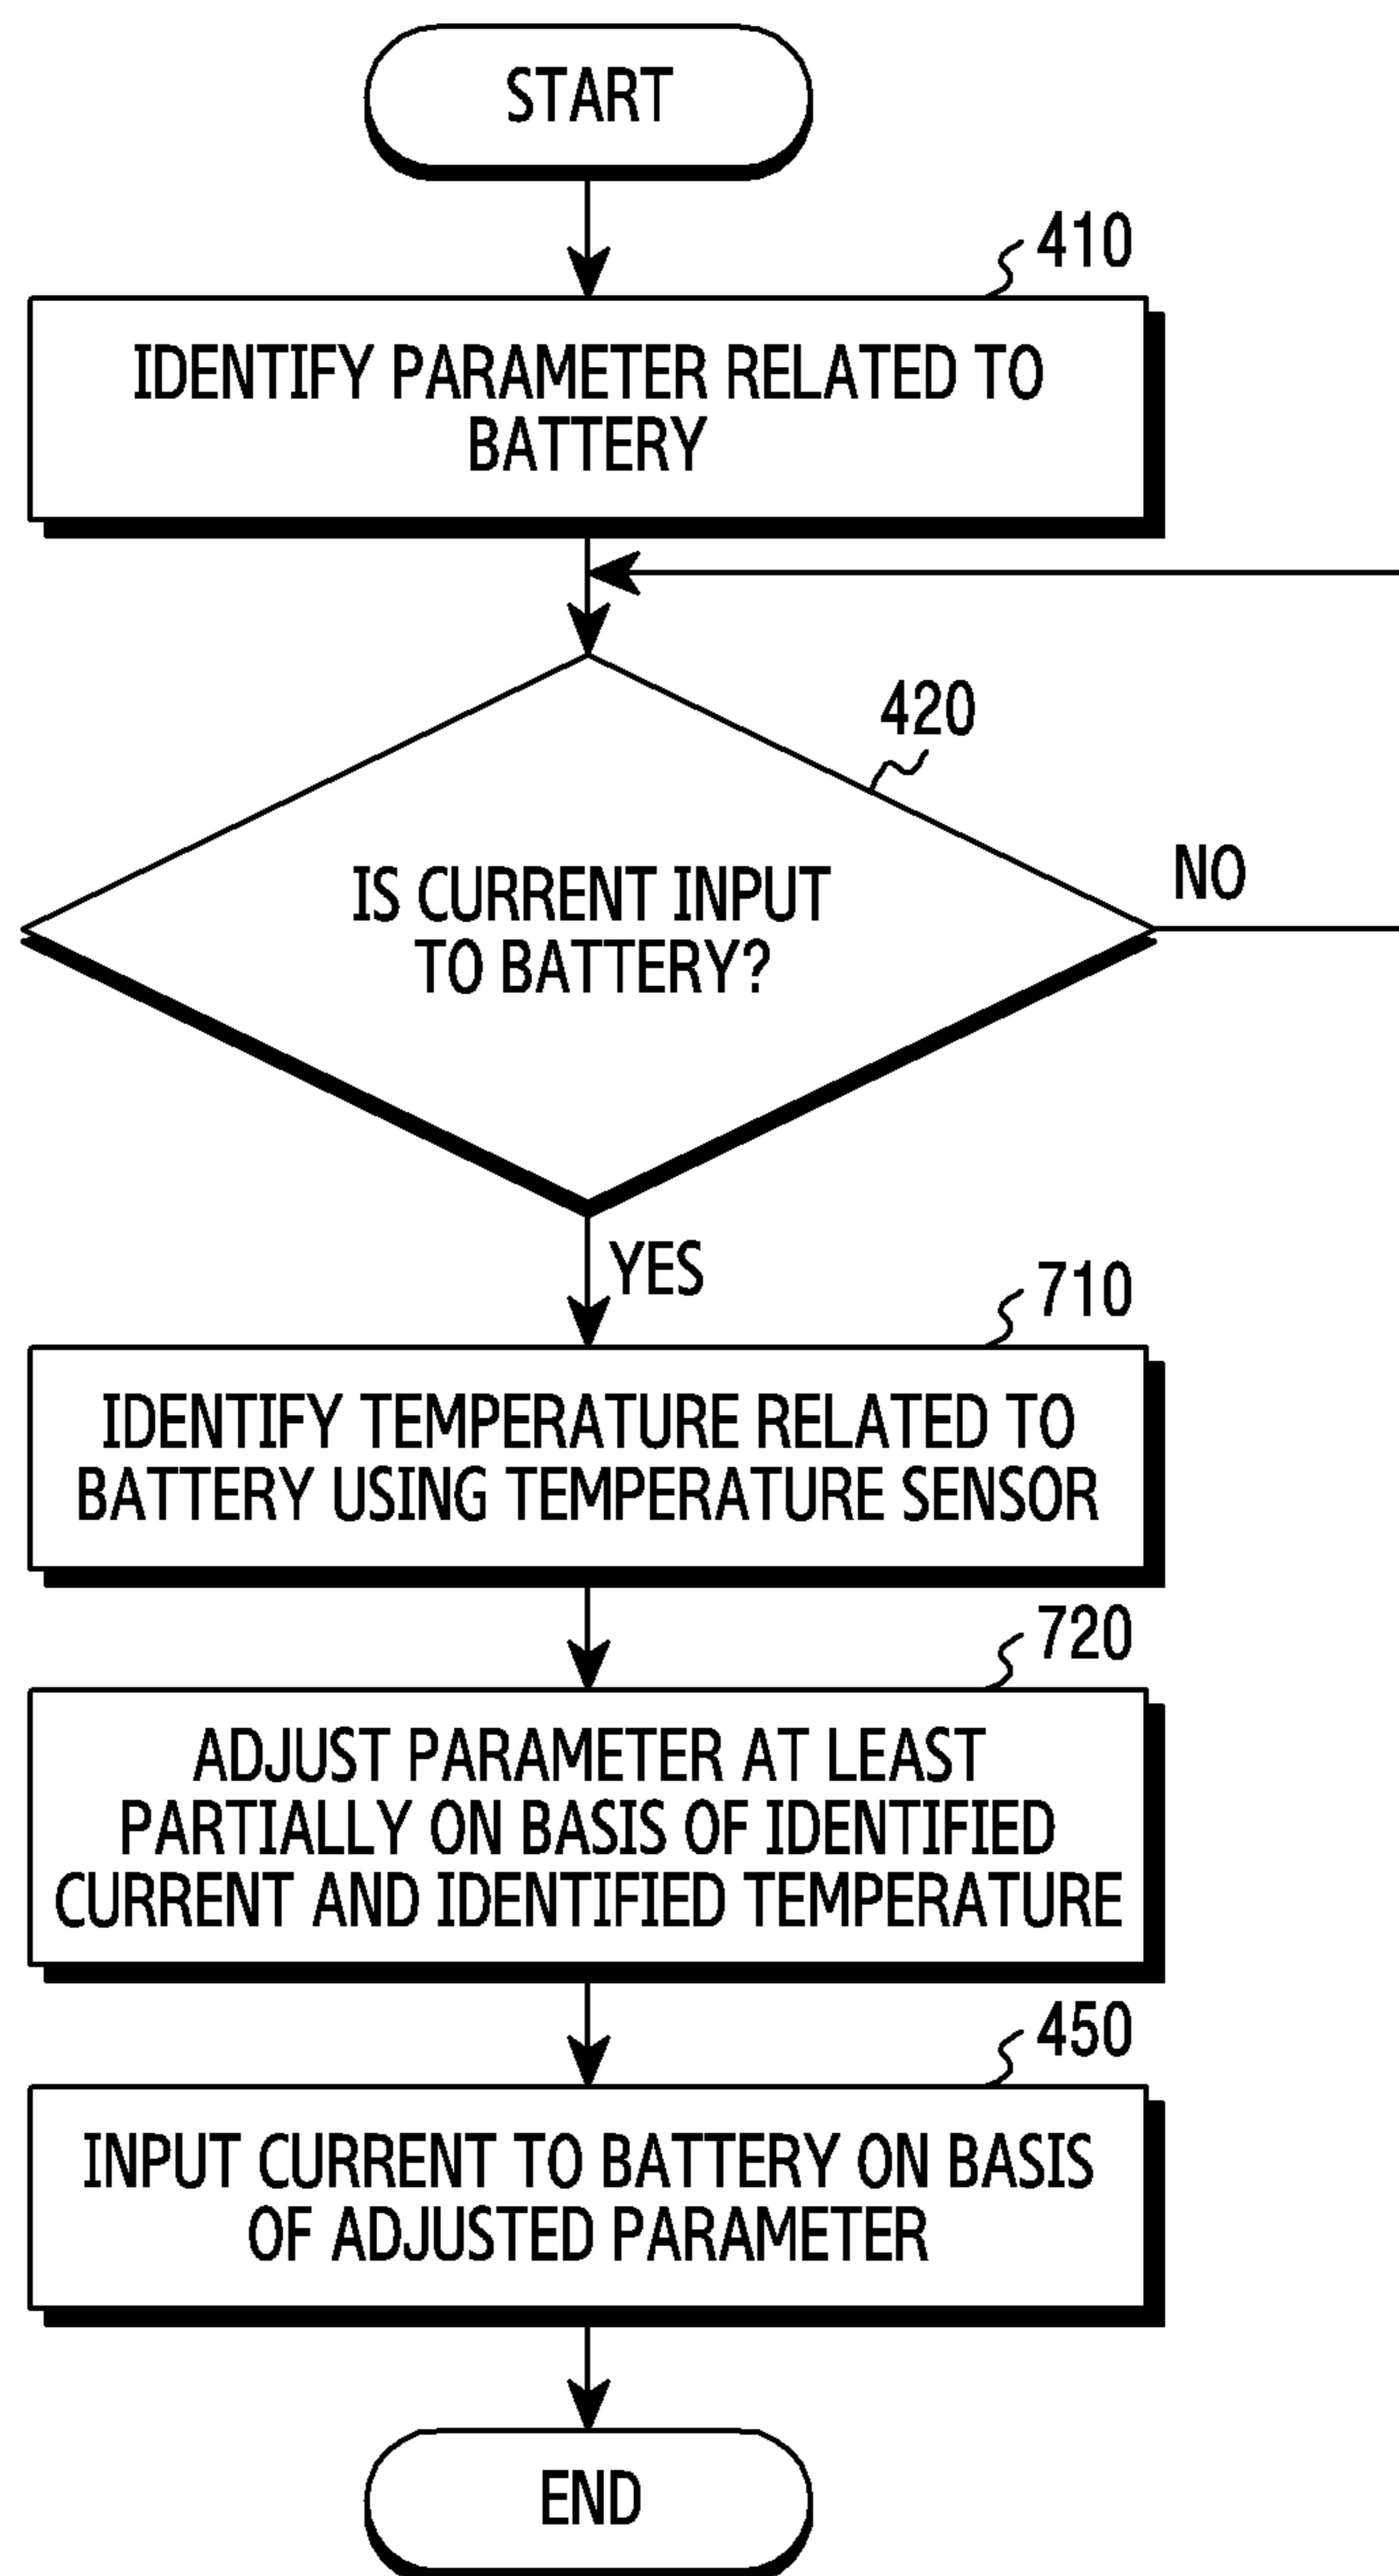 START
410
IDENTIFY PARAMETER RELATED TO
BATTERY
420
IS CURRENT INPUT
TO BATTERY?
NO
YES
710
IDENTIFY TEMPERATURE RELATED TO
BATTERY USING TEMPERATURE SENSOR
720
ADJUST PARAMETER AT LEAST
PARTIALLY ON BASIS OF IDENTIFIED
CURRENT AND IDENTIFIED TEMPERATURE
450
INPUT CURRENT TO BATTERY ON BASIS
OF ADJUSTED PARAMETER
END